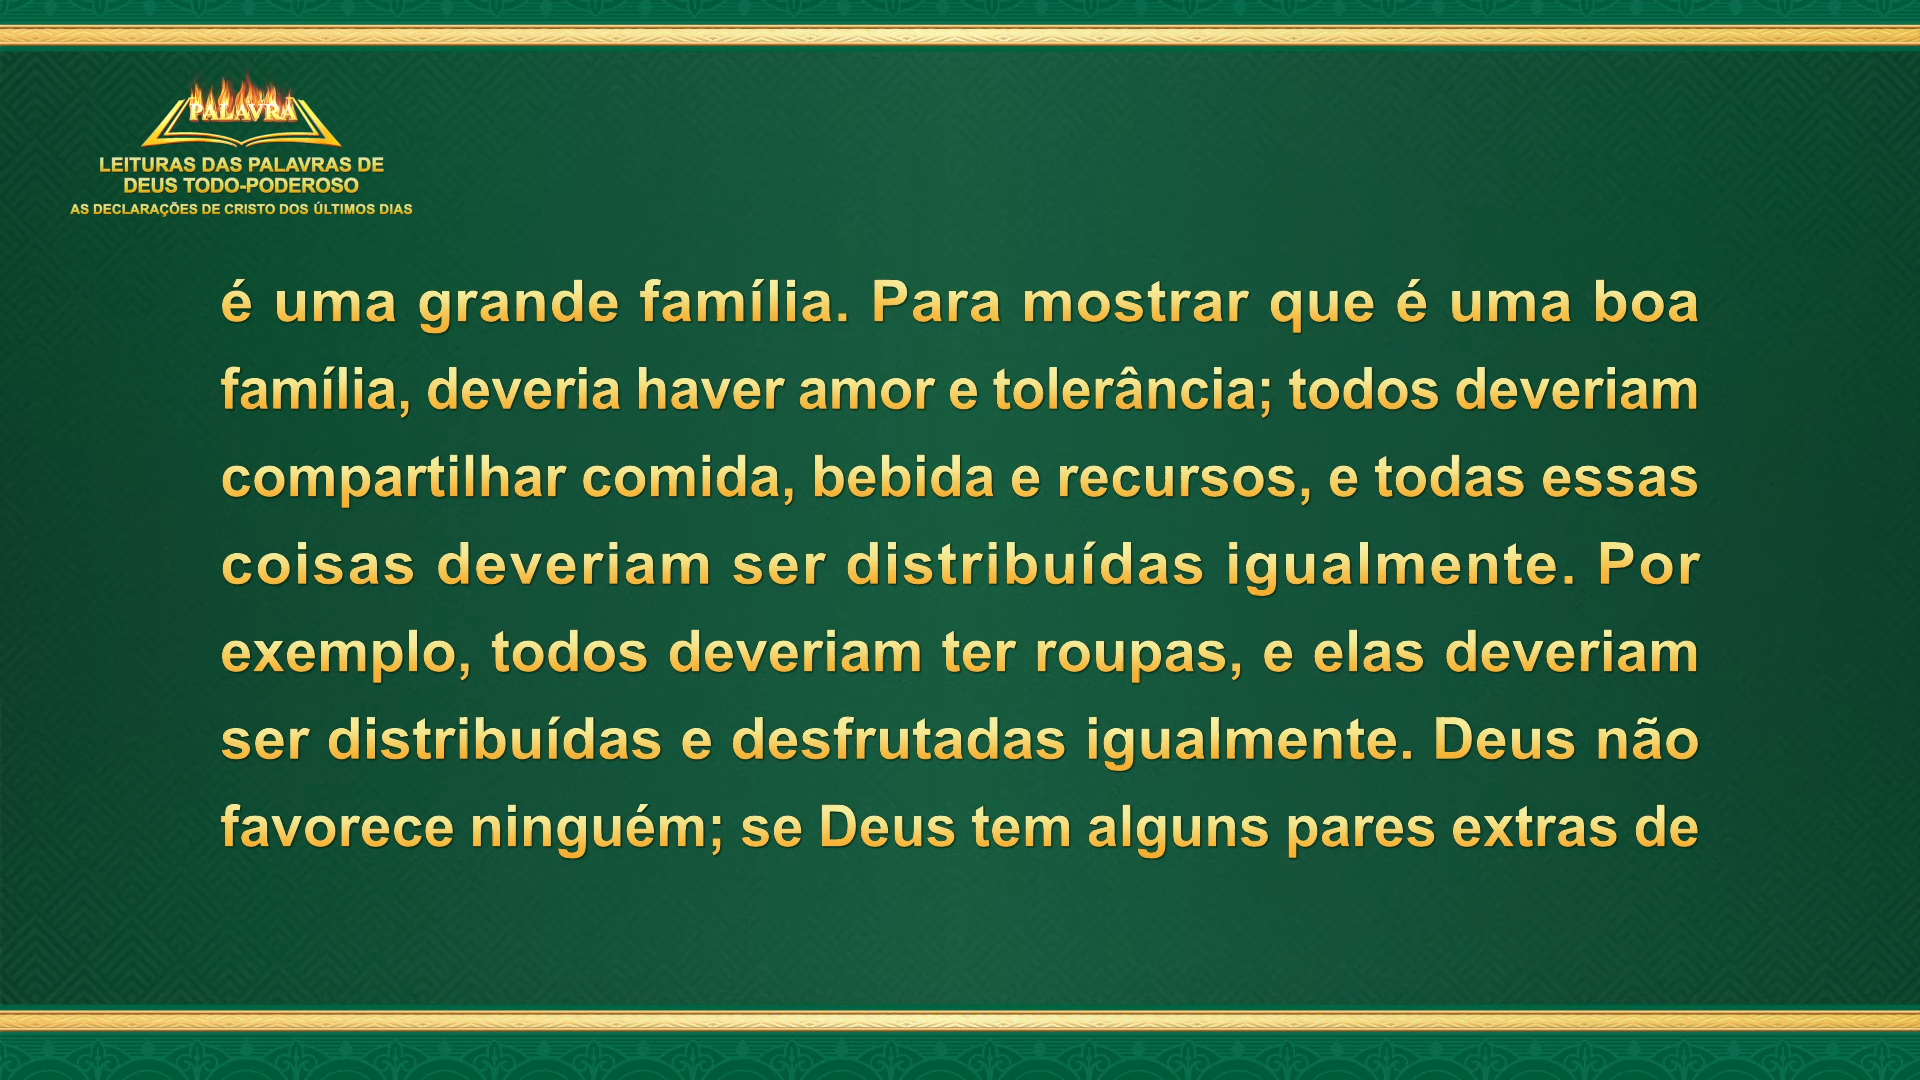 PALAVRA
LEITURAS DAS PALAVRAS DE
DEUS TODO-PODEROSO
AS DECLARAÇÕES DE CRISTO DOS ÚLTIMOS DIAS
é uma grande família. Para mostrar que é uma boa
família, deveria haver amor e tolerância; todos deveriam
compartilhar comida, bebida e recursos, e todas essas
coisas deveriam ser distribuídas igualmente. Por
exemplo, todos deveriam ter roupas, e elas deveriam
ser distribuídas e desfrutadas igualmente. Deus não
favorece ninguém; se Deus tem alguns pares extras de